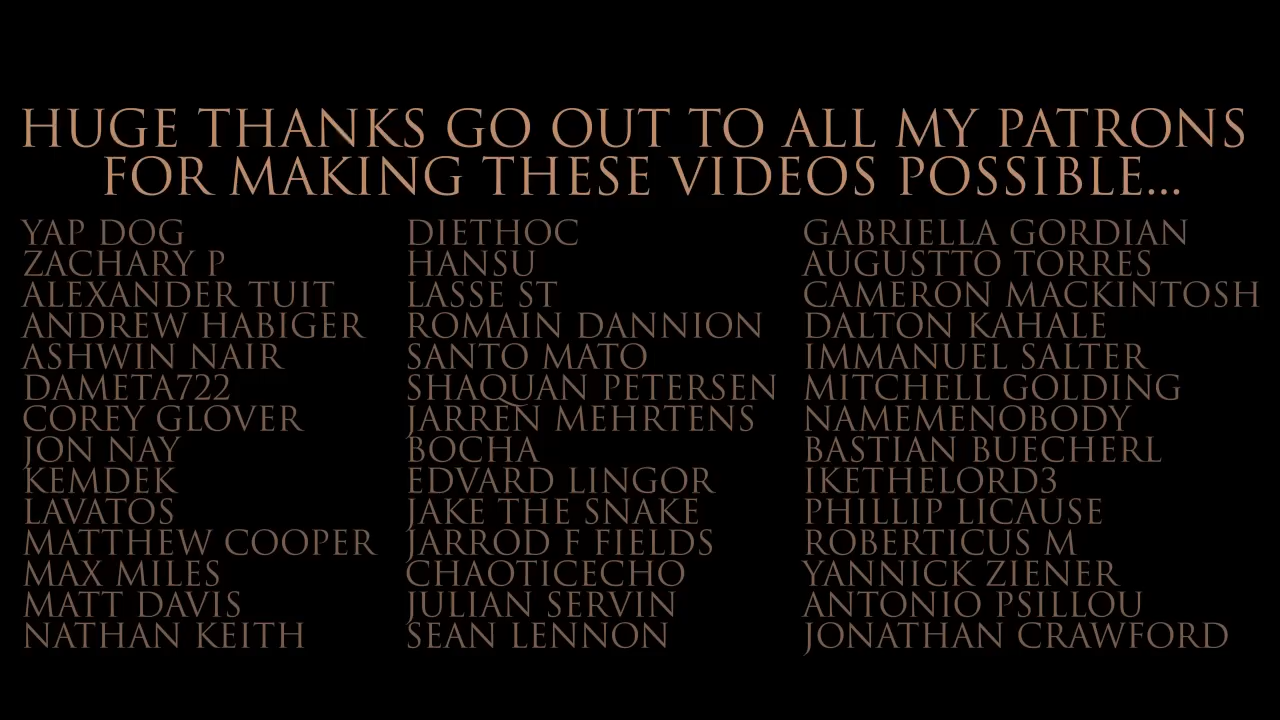 HUGE THANKS GO OUT TO ALL MY PATRONS
FOR MAKING THESE VIDEOS POSSIBLE...
YAP DOG
ZACHARY P
ALEXANDER TUIT
ANDREW HABIGER
ASHWIN NAIR
DAMETA722
COREY GLOVER
JON NAY
KEMDEK
LAVATOS
MATTHEW COOPER
MAX MILES
MATT DAVIS
NATHAN KEITH
DIETHOC
HANSU
LASSE ST
ROMAIN DANNION
SANTO MATO
SHAQUAN PETERSEN
JARREN MEHRTENS
BOCHA
EDVARD LINGOR
JAKE THE SNAKE
JARROD F FIELDS
CHAOTICECHO
JULIAN SERVIN
SEAN LENNON
GABRIELLA GORDIAN
AUGUSTTO TORRES
CAMERON MACKINTOSH
DALTON KAHALE
IMMANUEL SALTER
MITCHELL GOLDING
NAMEMENOBODY
BASTIAN BUECHERL
IKETHELORD3
PHILLIP LICAUSE
ROBERTICUS M
YANNICK ZIENER
ANTONIO PSILLOU
JONATHAN CRAWFORD